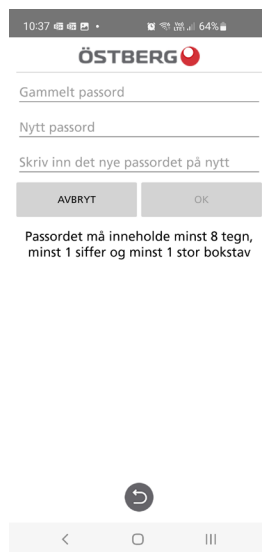 10:37
64%
ÖSTBERG
Gammelt passord
Nytt passord
Skriv inn det nye passordet på nytt
AVBRYT
OK
Passordet må inneholde minst 8 tegn,
minst 1 siffer og minst 1 stor bokstav